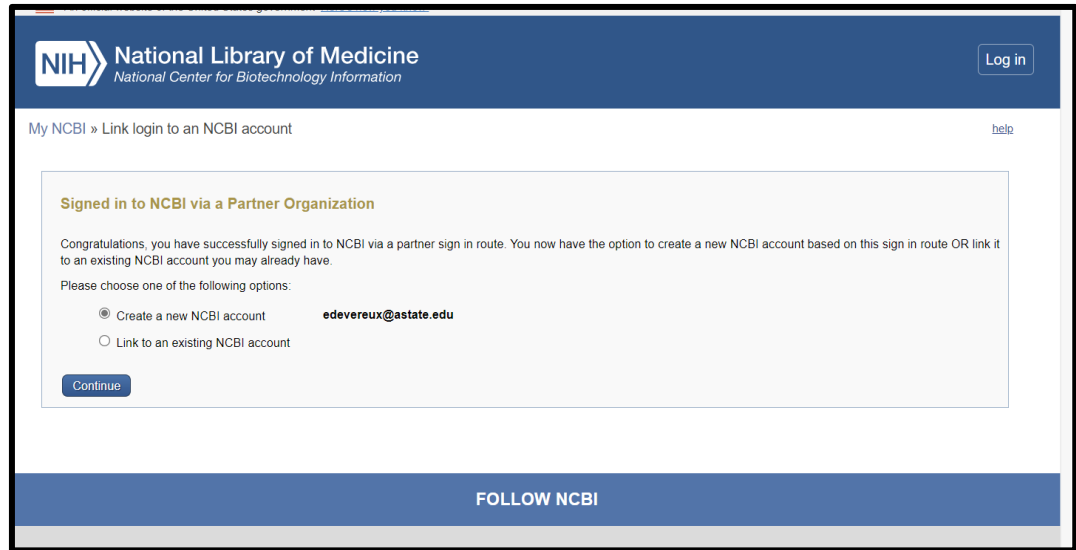 NIH National Library of Medicine
National Center for Biotechnology Information
Log in
My NCBI » Link login to an NCBI account
help
Signed in to NCBI via a Partner Organization
Congratulations, you have successfully signed in to NCBI via a partner sign in route. You now have the option to create a new NCBI account based on this sign in route OR link it
to an existing NCBI account you may already have.
Please choose one of the following options:
Create a new NCBI account edevereux@astate.edu
Link to an existing NCBI account
Continue
FOLLOW NCBI